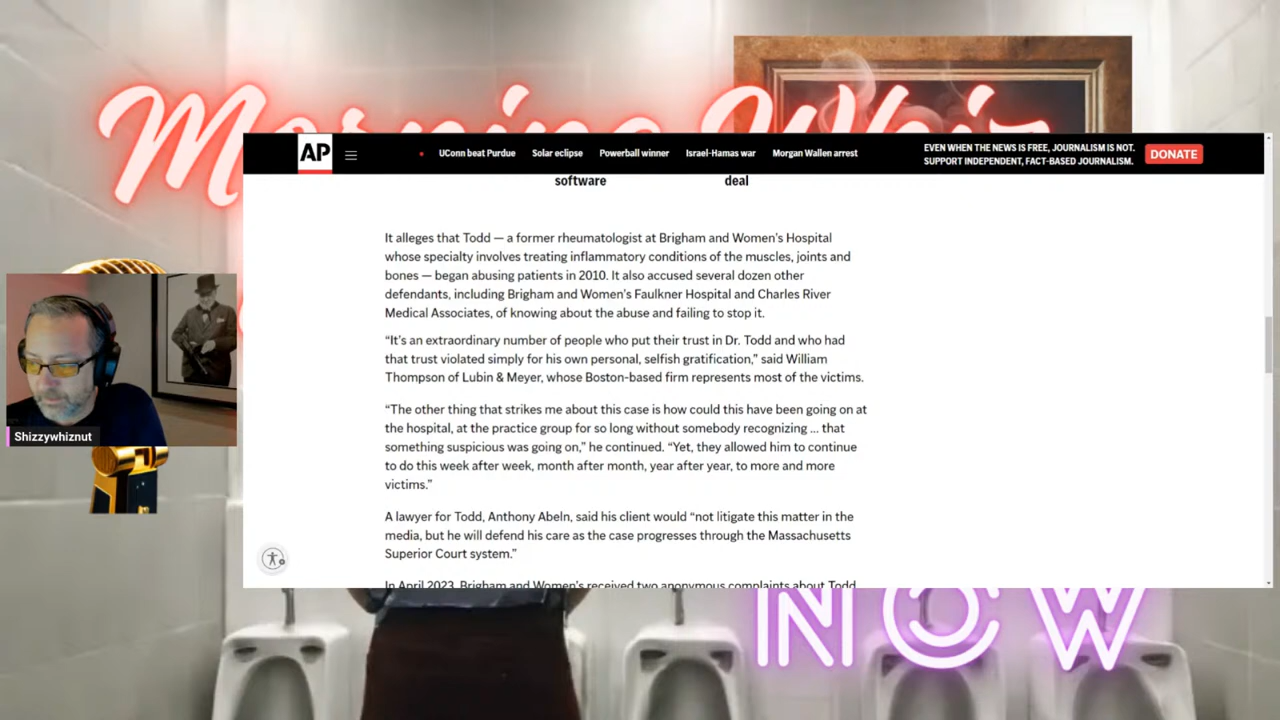 Morning Whiz
AP
UConn beat Purdue
Solar eclipse
Powerball winner
Israel-Hamas war
Morgan Wallen arrest
EVEN WHEN THE NEWS IS FREE, JOURNALISM IS NOT.
SUPPORT INDEPENDENT, FACT-BASED JOURNALISM.
DONATE
software
deal
It alleges that Todd — a former rheumatologist at Brigham and Women’s Hospital
whose specialty involves treating inflammatory conditions of the muscles, joints and
bones — began abusing patients in 2010. It also accused several dozen other
defendants, including Brigham and Women’s Faulkner Hospital and Charles River
Medical Associates, of knowing about the abuse and failing to stop it.
“It’s an extraordinary number of people who put their trust in Dr. Todd and who had
that trust violated simply for his own personal, selfish gratification,” said William
Thompson of Lubin & Meyer, whose Boston-based firm represents most of the victims.
“The other thing that strikes me about this case is how could this have been going on at
the hospital, at the practice group for so long without somebody recognizing ... that
something suspicious was going on,” he continued. “Yet, they allowed him to continue
to do this week after week, month after month, year after year, to more and more
victims.”
A lawyer for Todd, Anthony Abeln, said his client would “not litigate this matter in the
media, but he will defend his care as the case progresses through the Massachusetts
Superior Court system.”
In April 2023, Brigham and Women’s received two anonymous complaints about Todd
Shizzywhiznut
NOW